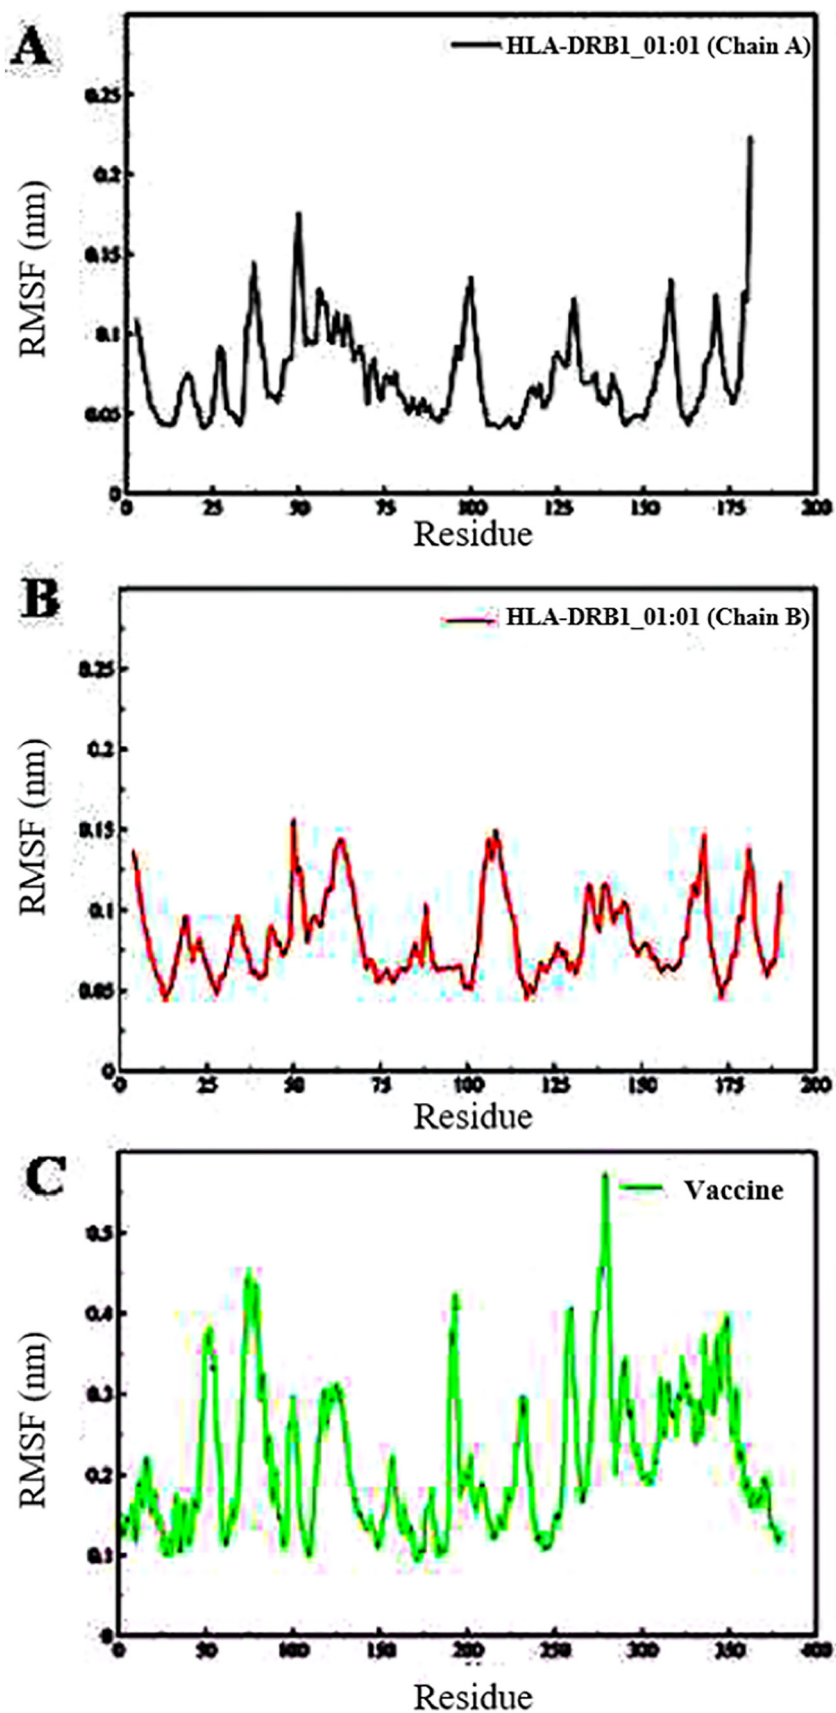 A
HLA-DRB1_01:01 (Chain A)
0.25
0.2
0.15
0.1
0.05
0
RMSF (nm)
0 25 50 75 100 125 150 175 200
Residue
B
HLA-DRB1_01:01 (Chain B)
0.25
0.2
0.15
0.1
0.05
0
RMSF (nm)
0 25 50 75 100 125 150 175 200
Residue
C
Vaccine
0.5
0.4
0.3
0.2
0.1
0
RMSF (nm)
0 50 100 150 200 250 300 350 400
Residue